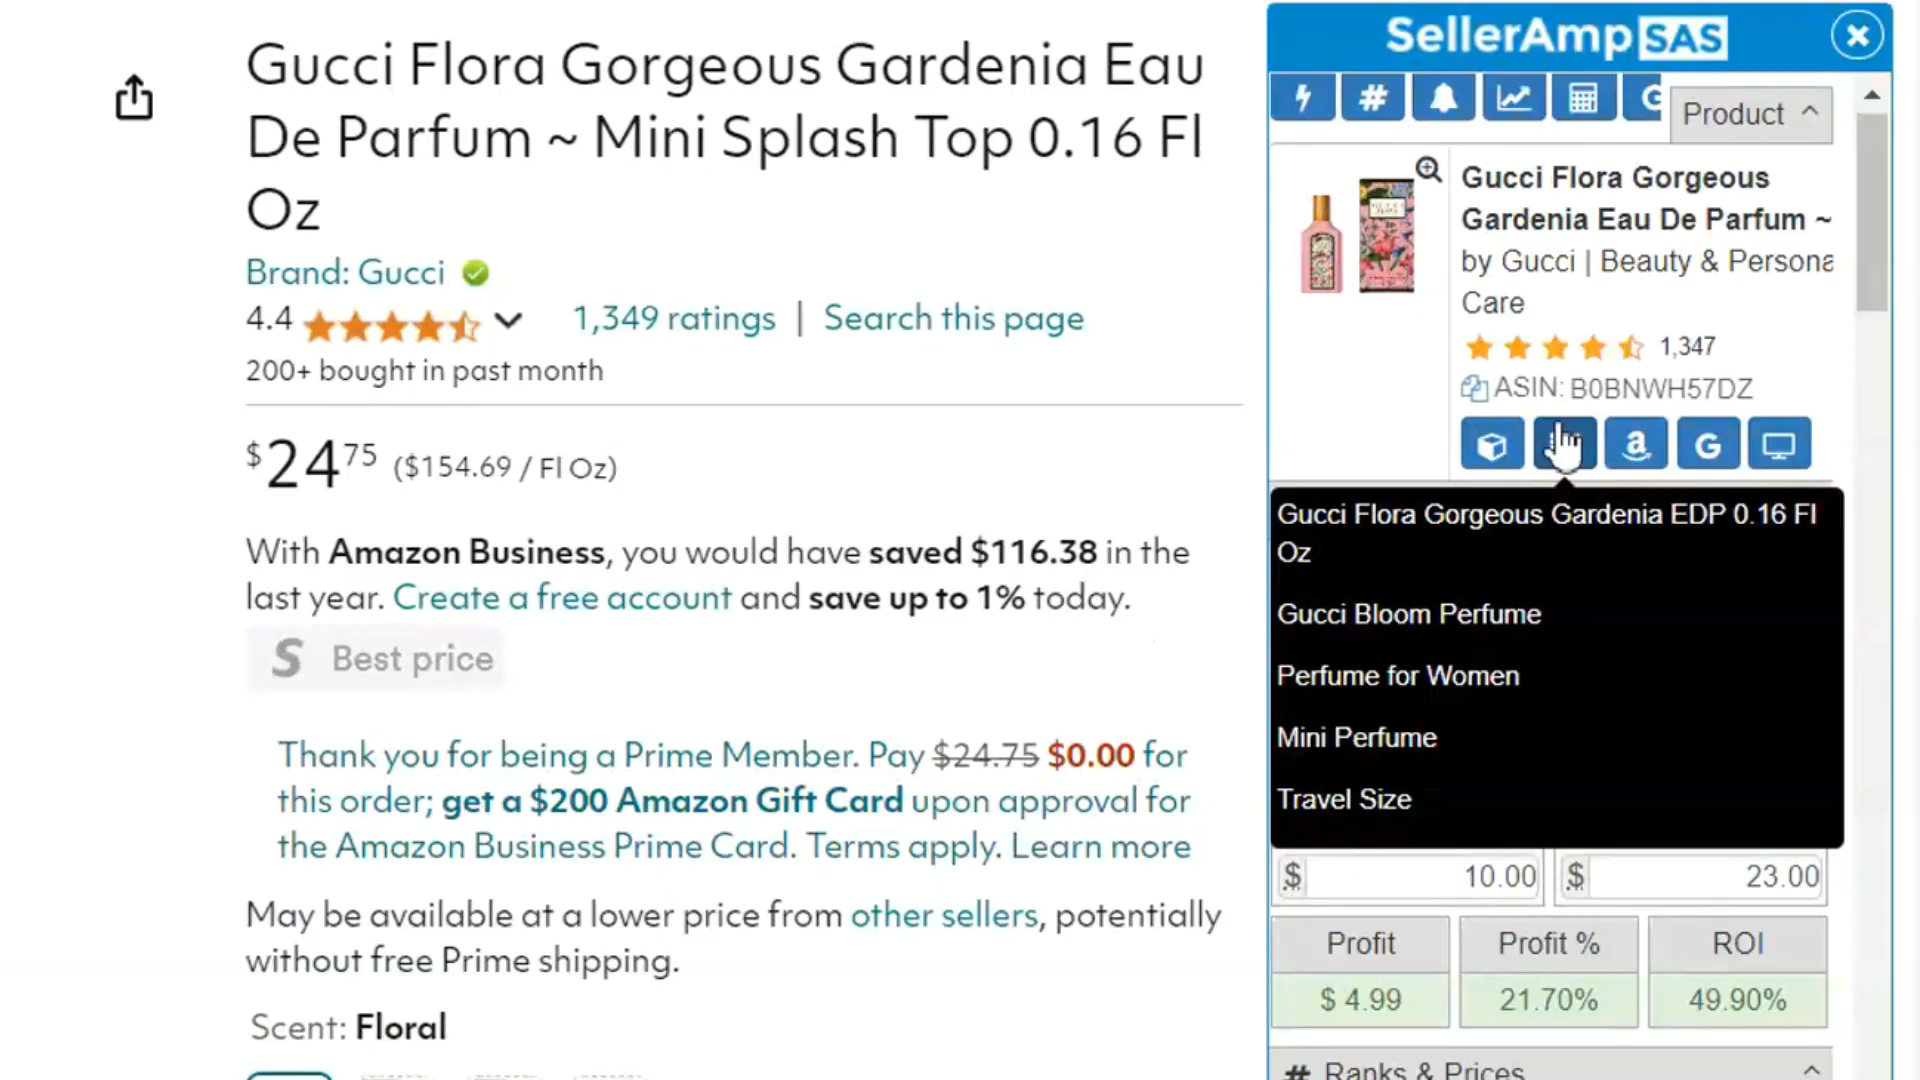 Gucci Flora Gorgeous Gardenia Eau
De Parfum ~ Mini Splash Top 0.16 Fl
Oz
Brand: Gucci
4.4
1,349 ratings | Search this page
200+ bought in past month
$24.75 ($154.69 / Fl Oz)
With Amazon Business, you would have saved $116.38 in the
last year. Create a free account and save up to 1% today.
S Best price
Thank you for being a Prime Member. Pay $24.75 $0.00 for
this order; get a $200 Amazon Gift Card upon approval for
the Amazon Business Prime Card. Terms apply. Learn more
May be available at a lower price from other sellers, potentially
without free Prime shipping.
Scent: Floral
SellerAmp SAS
# G Product
Gucci Flora Gorgeous
Gardenia Eau De Parfum ~
by Gucci | Beauty & Persona
Care
1,347
ASIN: B0BNWH57DZ
a G
Gucci Flora Gorgeous Gardenia EDP 0.16 Fl
Oz
Gucci Bloom Perfume
Perfume for Women
Mini Perfume
Travel Size
$ 10.00 $ 23.00
Profit Profit % ROI
$ 4.99 21.70% 49.90%
# Ranks & Prices